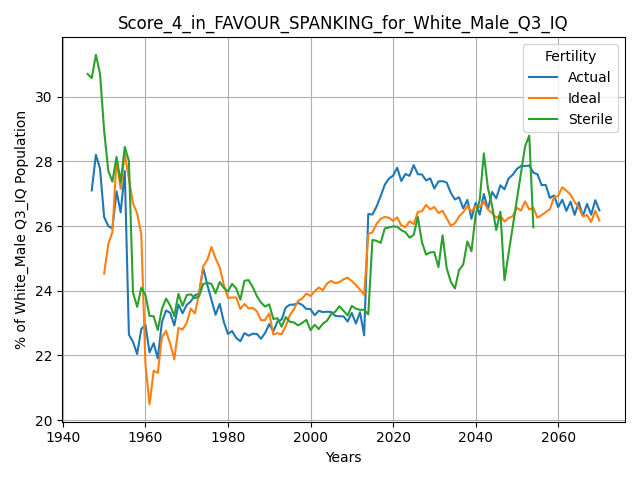 Score_4_in_FAVOUR_SPANKING_for_White_Male_Q3_IQ
Fertility
Actual
Ideal
Sterile
% of White_Male Q3_IQ Population
30
28
26
24
22
20
1940
1960
1980
2000
2020
2040
2060
Years